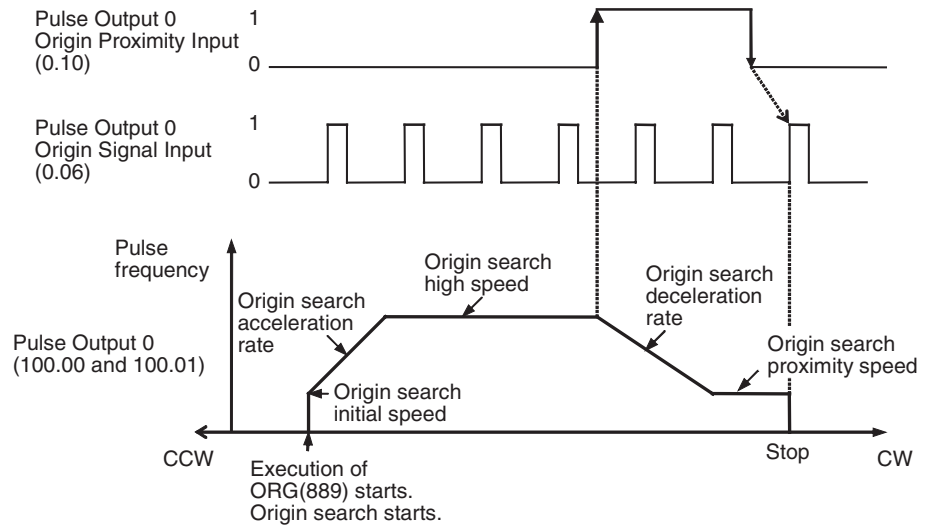 Pulse Output 0
Origin Proximity Input
(0.10)
1
0
Pulse Output 0
Origin Signal Input
(0.06)
1
0
Pulse
frequency
Origin search
acceleration
rate
Origin search
high speed
Origin search
deceleration
rate
Pulse Output 0
(100.00 and 100.01)
Origin search
proximity speed
Origin search
initial speed
CCW
Stop
CW
Execution of
ORG(889) starts.
Origin search starts.